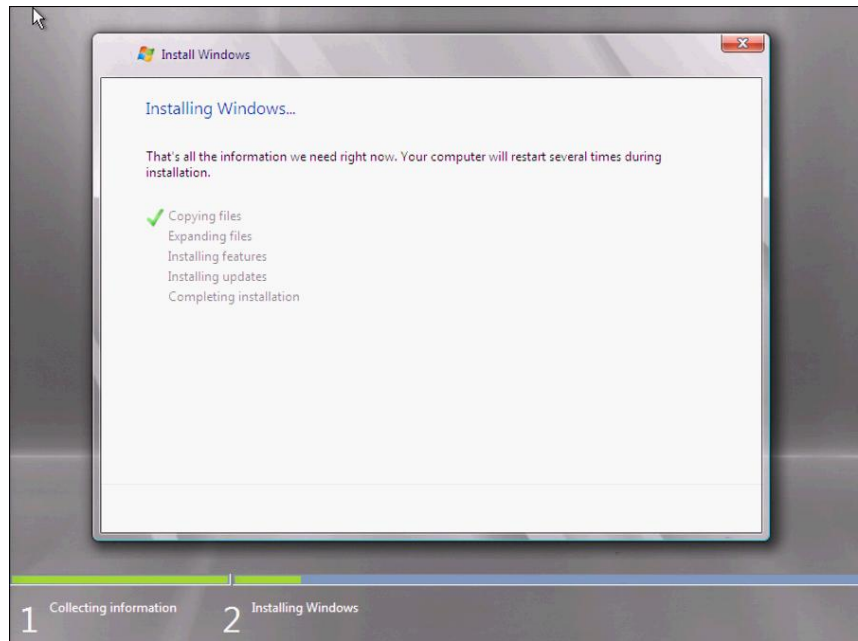 Install Windows
Installing Windows...
That's all the information we need right now. Your computer will restart several times during
installation.
Copying files
Expanding files
Installing features
Installing updates
Completing installation
1 Collecting information
2 Installing Windows